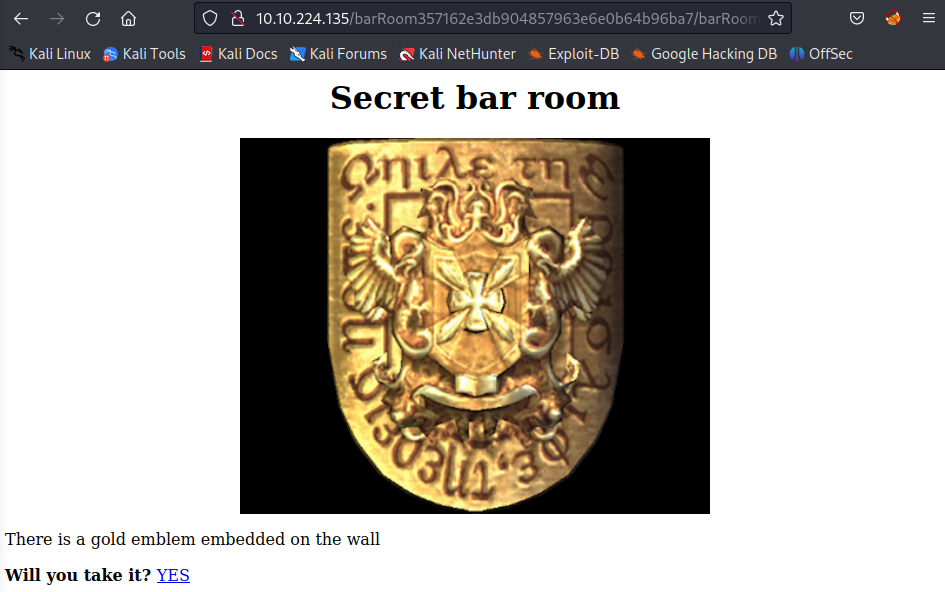 10.10.224.135/barRoom357162e3db904857963e6e0b64b96ba7/barRoom
Kali Linux Kali Tools Kali Docs Kali Forums Kali NetHunter Exploit-DB Google Hacking DB OffSec
Secret bar room
There is a gold emblem embedded on the wall
Will you take it? YES